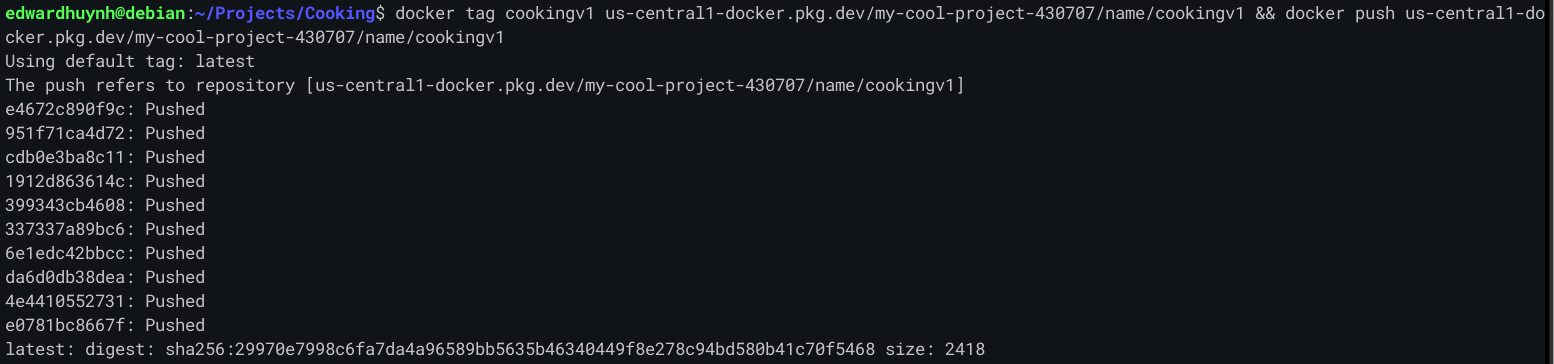 edwardhuynh@debian:~/Projects/Cooking$ docker tag cookingv1 us-central1-docker.pkg.dev/my-cool-project-430707/name/cookingv1 && docker push us-central1-do
cker.pkg.dev/my-cool-project-430707/name/cookingv1
Using default tag: latest
The push refers to repository [us-central1-docker.pkg.dev/my-cool-project-430707/name/cookingv1]
e4672c890f9c: Pushed
951f71ca4d72: Pushed
cdb0e3ba8c11: Pushed
1912d863614c: Pushed
399343cb4608: Pushed
337337a89bc6: Pushed
6e1edc42bbcc: Pushed
da6d0db38dea: Pushed
4e4410552731: Pushed
e0781bc8667f: Pushed
latest: digest: sha256:29970e7998c6fa7da4a96589bb5635b46340449f8e278c94bd580b41c70f5468 size: 2418